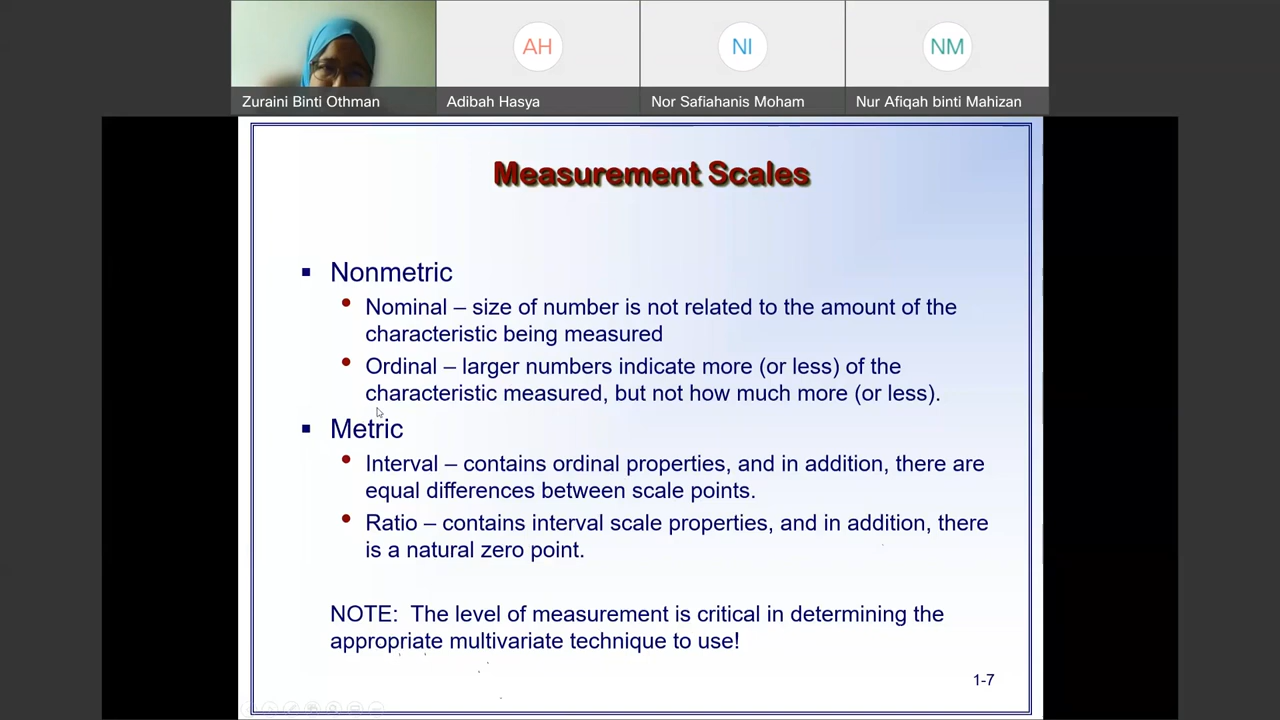 AH
NI
NM
Zuraini Binti Othman
Adibah Hasya
Nor Safiahanis Moham
Nur Afiqah binti Mahizan
Measurement Scales
▪ Nonmetric
• Nominal – size of number is not related to the amount of the
characteristic being measured
• Ordinal – larger numbers indicate more (or less) of the
characteristic measured, but not how much more (or less).
▪ Metric
• Interval – contains ordinal properties, and in addition, there are
equal differences between scale points.
• Ratio – contains interval scale properties, and in addition, there
is a natural zero point.
NOTE: The level of measurement is critical in determining the
appropriate multivariate technique to use!
1-7